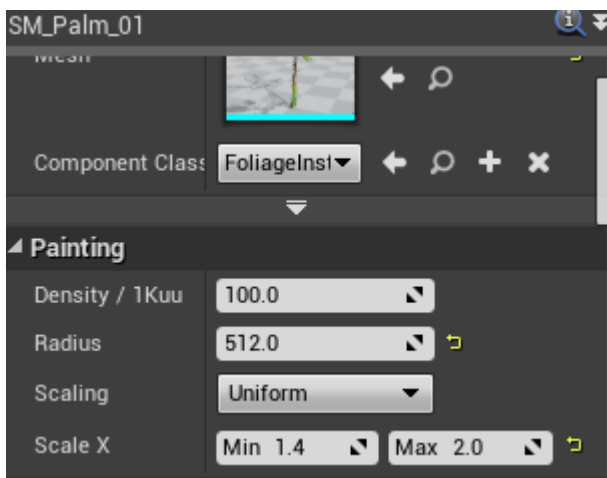 SM_Palm_01
Mesh
Component Class
FoliageInst
Painting
Density / 1Kuu 100.0
Radius 512.0
Scaling Uniform
Scale X Min 1.4 Max 2.0